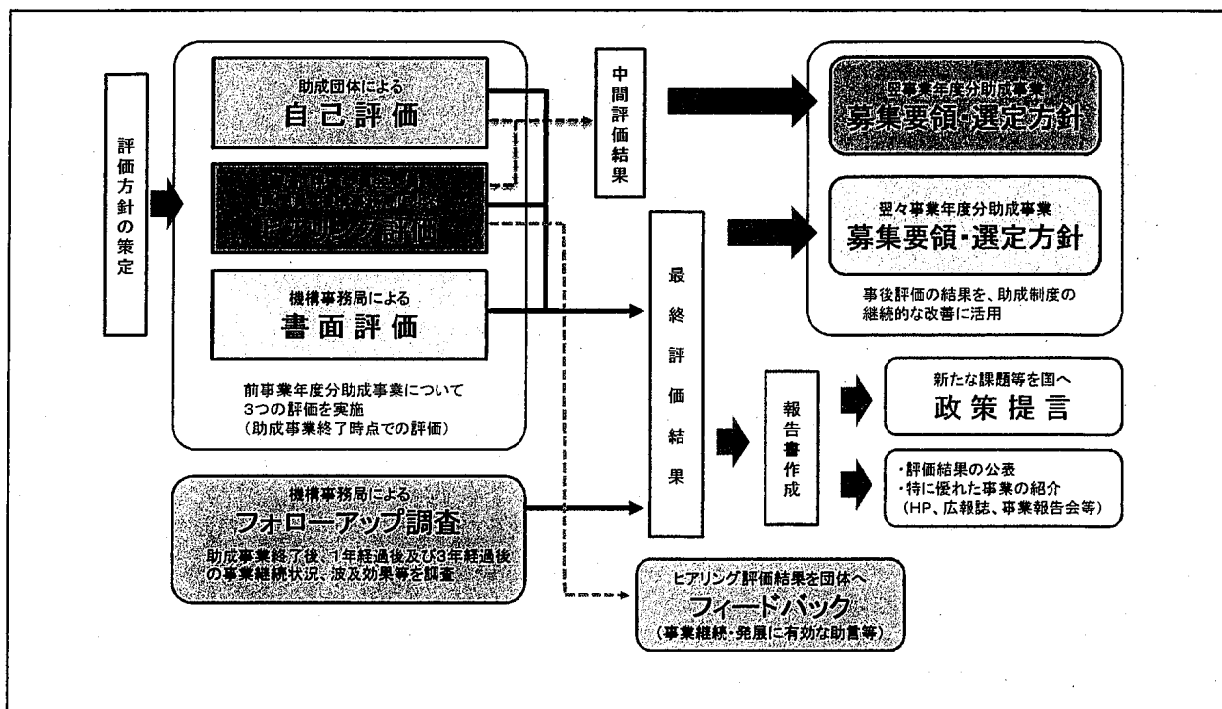 評価方針の策定
助成団体による
自己評価
ヒアリング評価
機構事務局による
書面評価
前事業年度分助成事業について
3つの評価を実施
(助成事業終了時点での評価)
機構事務局による
フォローアップ調査
助成事業終了後、1年経過後及び3年経過後
の事業継続状況、波及効果等を調査
中間評価結果
最終評価結果
翌事業年度分助成事業
募集要領・選定方針
翌々事業年度分助成事業
募集要領・選定方針
事後評価の結果を、助成制度の
継続的な改善に活用
報告書作成
新たな課題等を国へ
政策提言
・評価結果の公表
・特に優れた事業の紹介
(HP、広報誌、事業報告会等)
ヒアリング評価結果を団体へ
フィードバック
(事業継続・発展に有効な助言等)